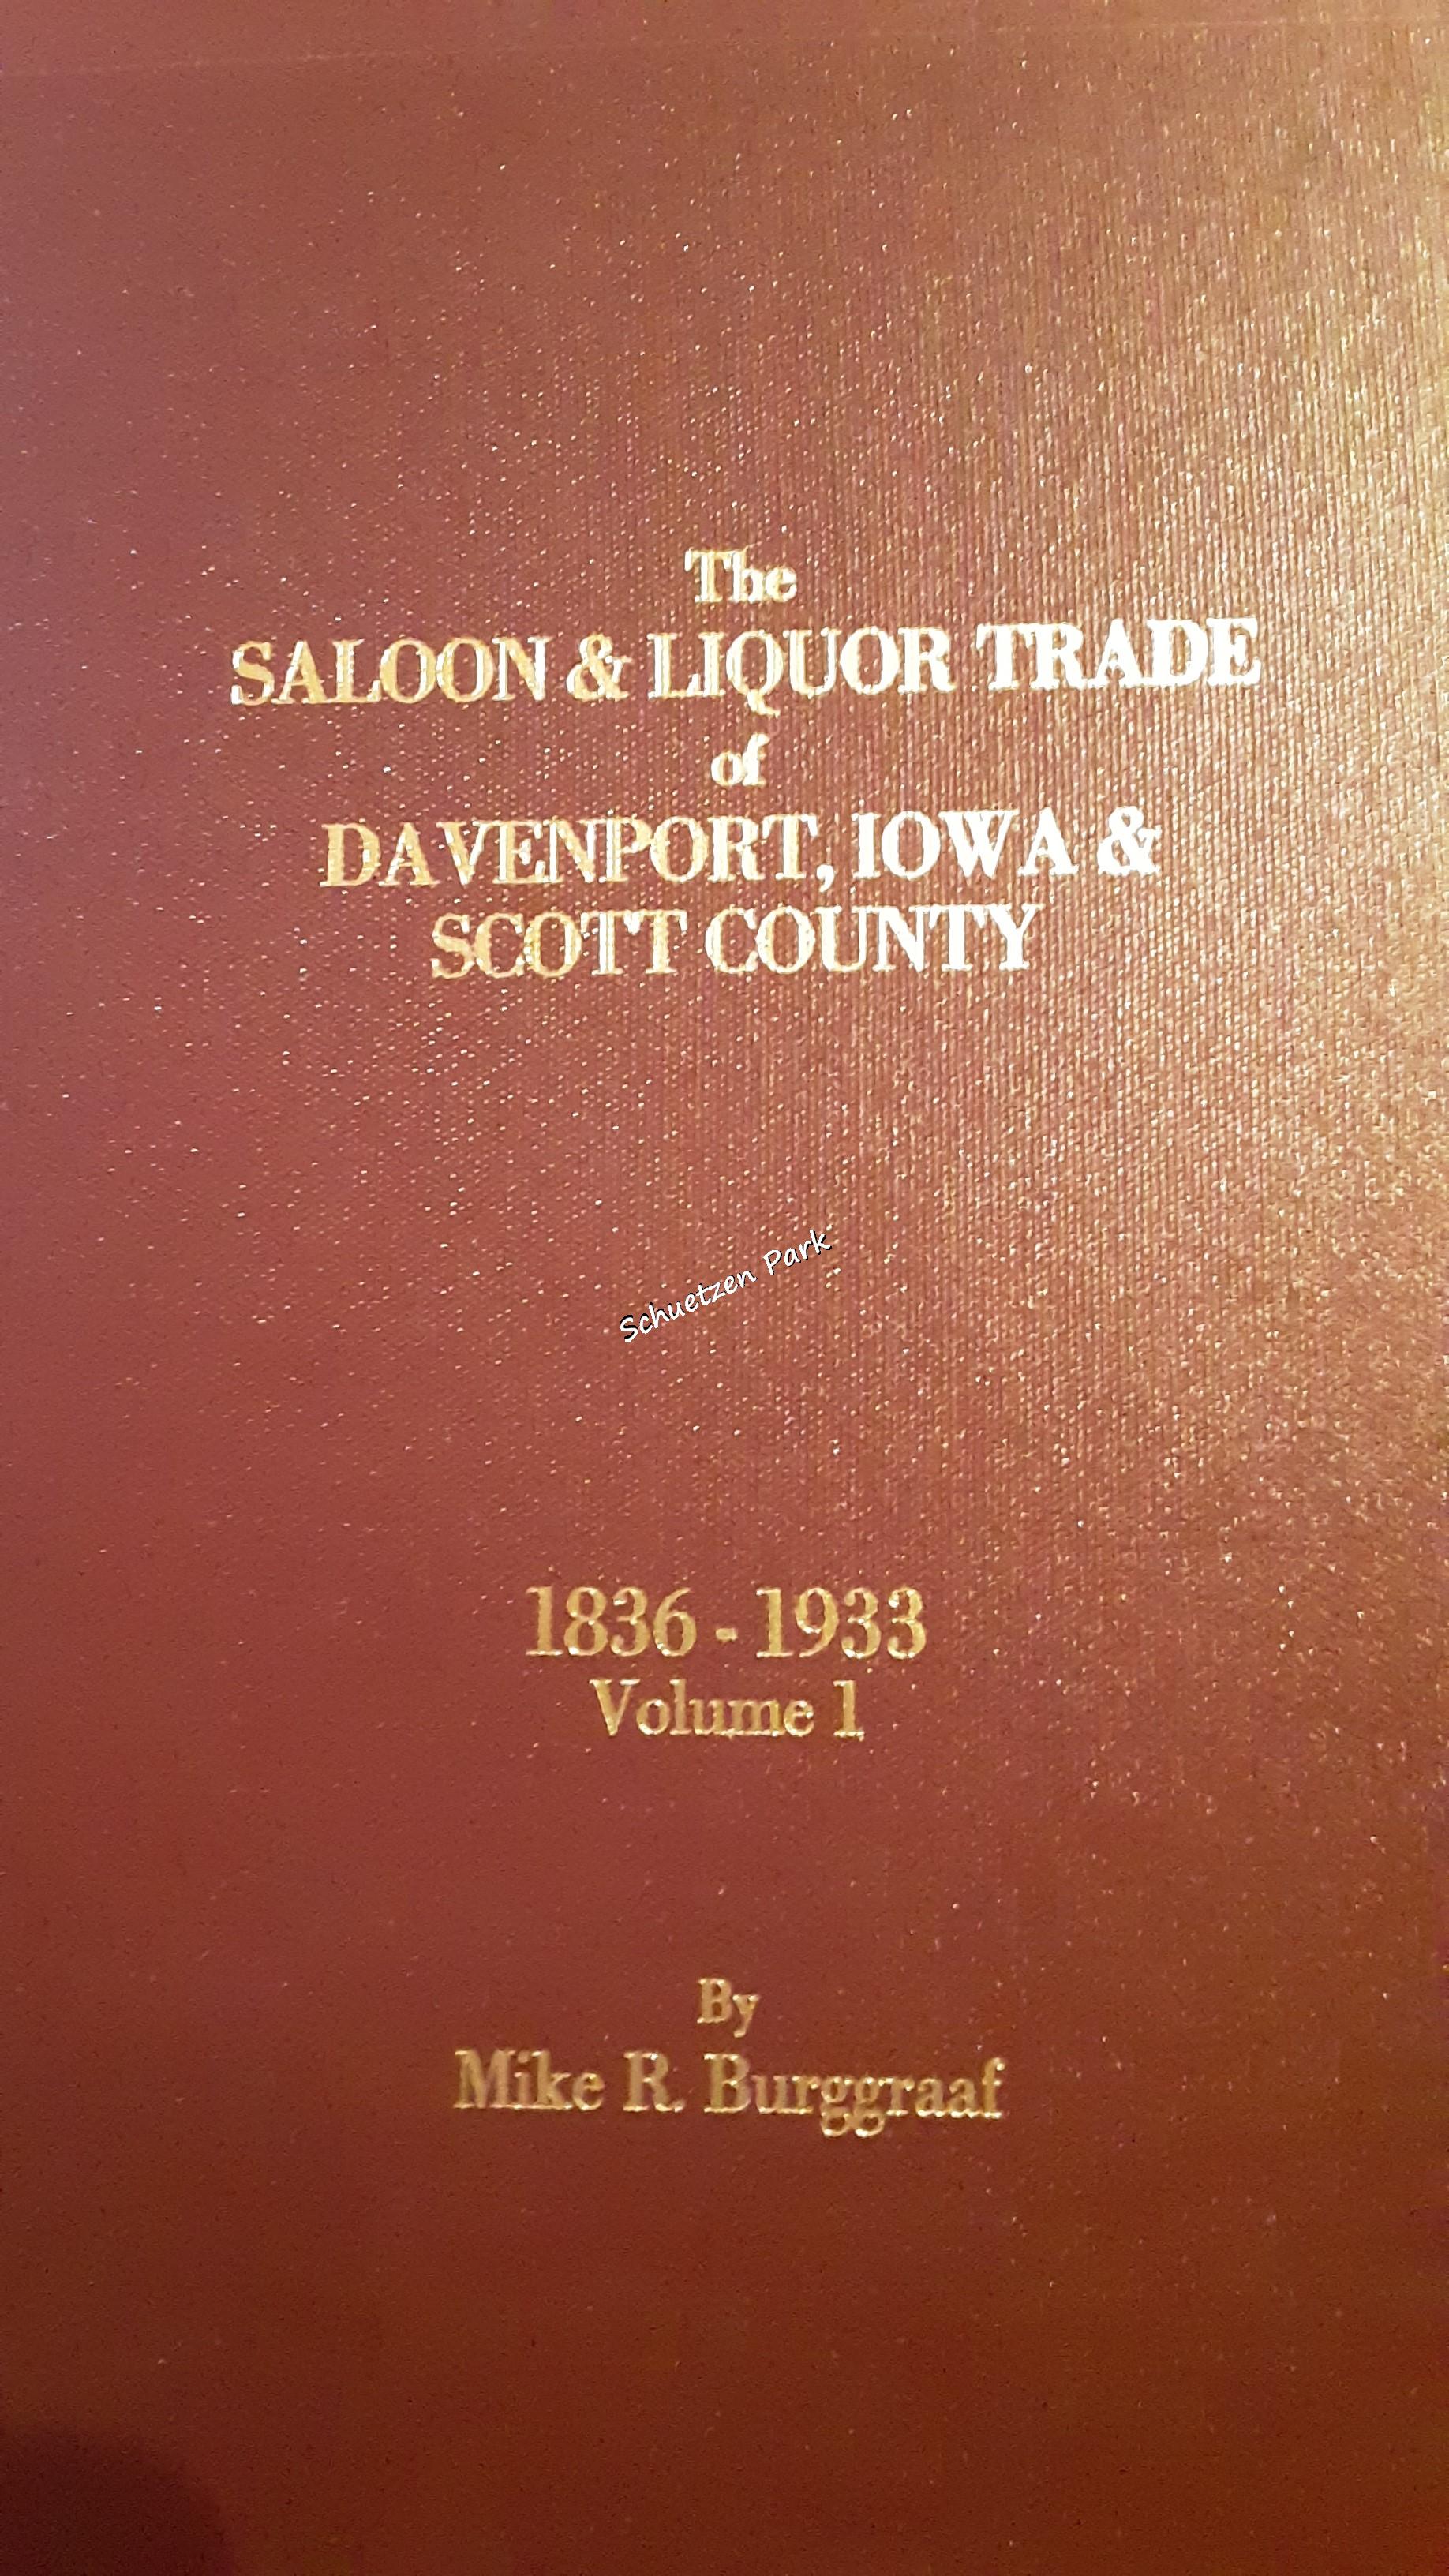 The
SALOON & LIQUOR TRADE
of
DAVENPORT, IOWA &
SCOTT COUNTY
Schuetzen Park
1836 - 1933
Volume 1
By
Mike R. Burggraaf